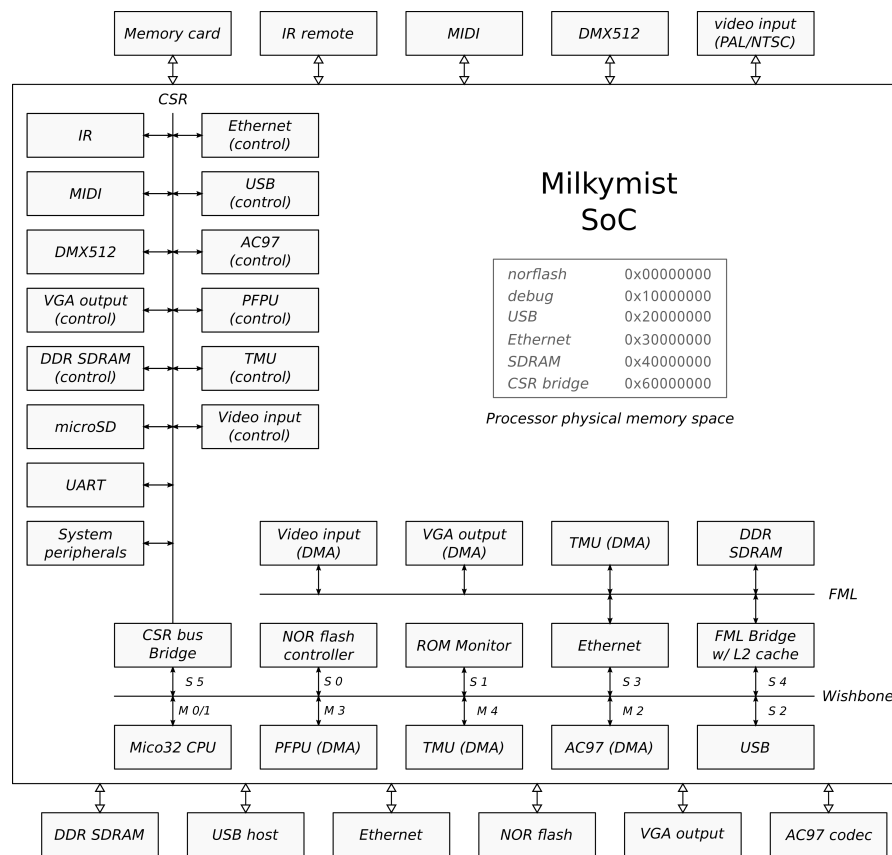 Memory card
IR remote
MIDI
DMX512
video input
(PAL/NTSC)
CSR
IR
Ethernet
(control)
MIDI
USB
(control)
DMX512
AC97
(control)
VGA output
(control)
PFPU
(control)
DDR SDRAM
(control)
TMU
(control)
microSD
Video input
(control)
UART
System
peripherals
Milkymist
SoC
norflash 0x00000000
debug 0x10000000
USB 0x20000000
Ethernet 0x30000000
SDRAM 0x40000000
CSR bridge 0x60000000
Processor physical memory space
Video input
(DMA)
VGA output
(DMA)
TMU (DMA)
DDR
SDRAM
FML
CSR bus
Bridge
NOR flash
controller
ROM Monitor
Ethernet
FML Bridge
w/ L2 cache
S 5
S 0
S 1
S 3
S 4
Wishbone
M 0/1
M 3
M 4
M 2
S 2
Mico32 CPU
PFPU (DMA)
TMU (DMA)
AC97 (DMA)
USB
DDR SDRAM
USB host
Ethernet
NOR flash
VGA output
AC97 codec